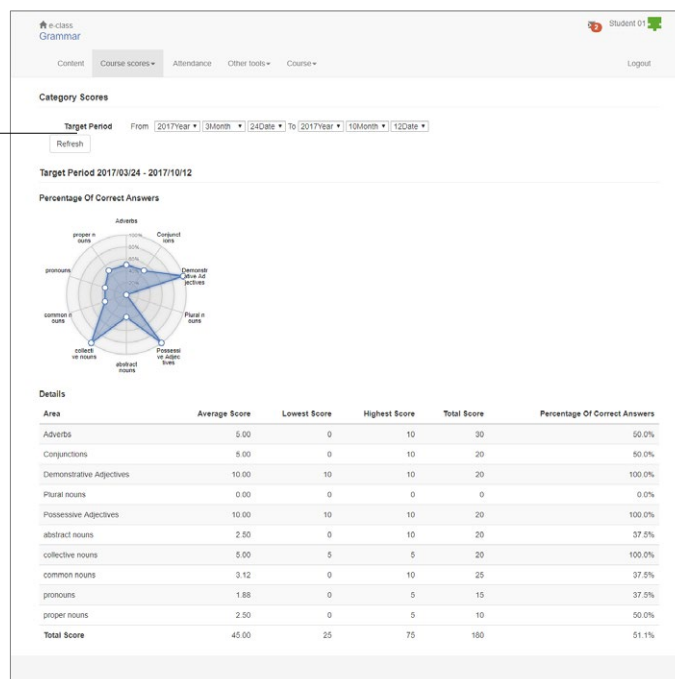 e-class
2
Student 01
Grammar
Content Course scores Attendance Other tools Course Logout
Category Scores
Target Period From 2017Year 3Month 24Date To 2017Year 10Month 12Date
Refresh
Target Period 2017/03/24 - 2017/10/12
Percentage Of Correct Answers
Adverbs
Conjunct
ions
Demonstr
ative Ad
jectives
Plural n
ouns
Possessi
ve Adjec
tives
abstract
nouns
collecti
ve nouns
common n
ouns
pronouns
proper n
ouns
100%
80%
60%
40%
Details
Area Average Score Lowest Score Highest Score Total Score Percentage Of Correct Answers
Adverbs 5.00 0 10 30 50.0%
Conjunctions 5.00 0 10 20 50.0%
Demonstrative Adjectives 10.00 10 10 20 100.0%
Plural nouns 0.00 0 0 0 0.0%
Possessive Adjectives 10.00 10 10 20 100.0%
abstract nouns 2.50 0 10 20 37.5%
collective nouns 5.00 5 5 20 100.0%
common nouns 3.12 0 10 25 37.5%
pronouns 1.88 0 5 15 37.5%
proper nouns 2.50 0 5 10 50.0%
Total Score 45.00 25 75 180 51.1%